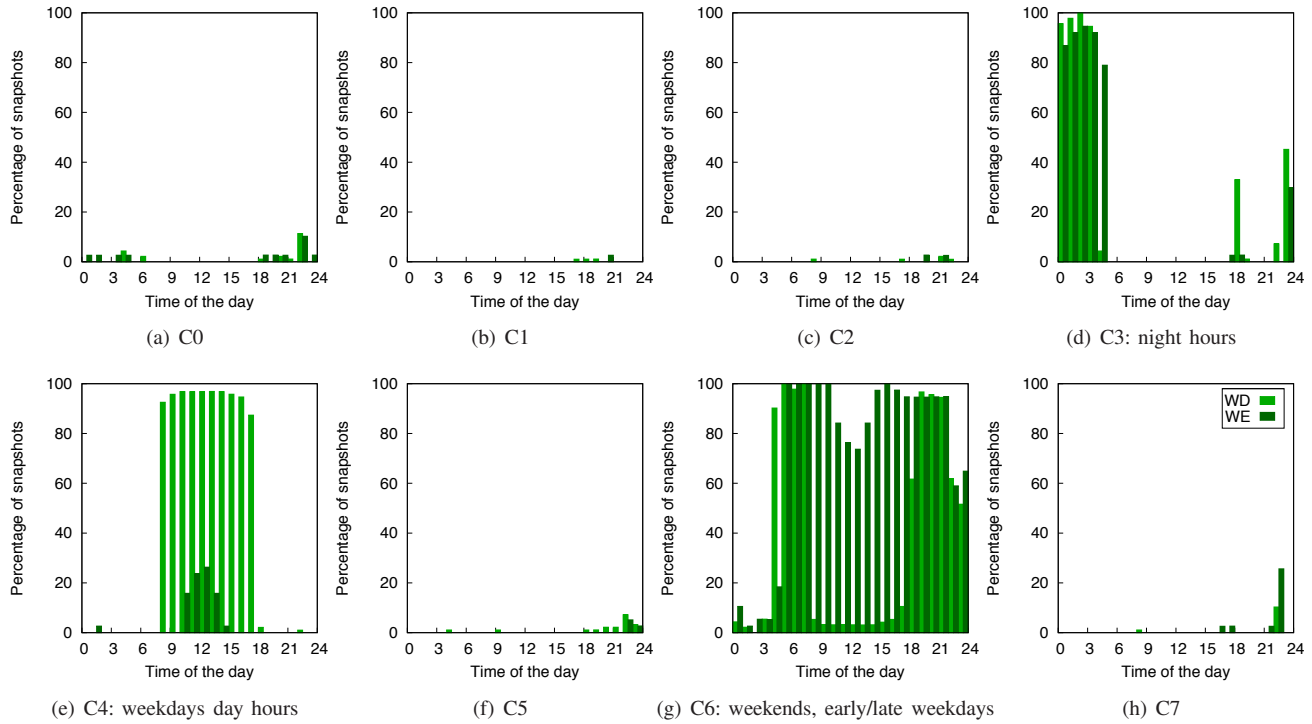 Percentage of snapshots
100
80
60
40
20
0
0 3 6 9 12 15 18 21 24
Time of the day
(a) C0
Percentage of snapshots
100
80
60
40
20
0
0 3 6 9 12 15 18 21 24
Time of the day
(b) C1
Percentage of snapshots
100
80
60
40
20
0
0 3 6 9 12 15 18 21 24
Time of the day
(c) C2
Percentage of snapshots
100
80
60
40
20
0
0 3 6 9 12 15 18 21 24
Time of the day
(d) C3: night hours
Percentage of snapshots
100
80
60
40
20
0
0 3 6 9 12 15 18 21 24
Time of the day
(e) C4: weekdays day hours
Percentage of snapshots
100
80
60
40
20
0
0 3 6 9 12 15 18 21 24
Time of the day
(f) C5
Percentage of snapshots
100
80
60
40
20
0
0 3 6 9 12 15 18 21 24
Time of the day
(g) C6: weekends, early/late weekdays
Percentage of snapshots
100
80
60
40
20
0
WD
WE
0 3 6 9 12 15 18 21 24
Time of the day
(h) C7